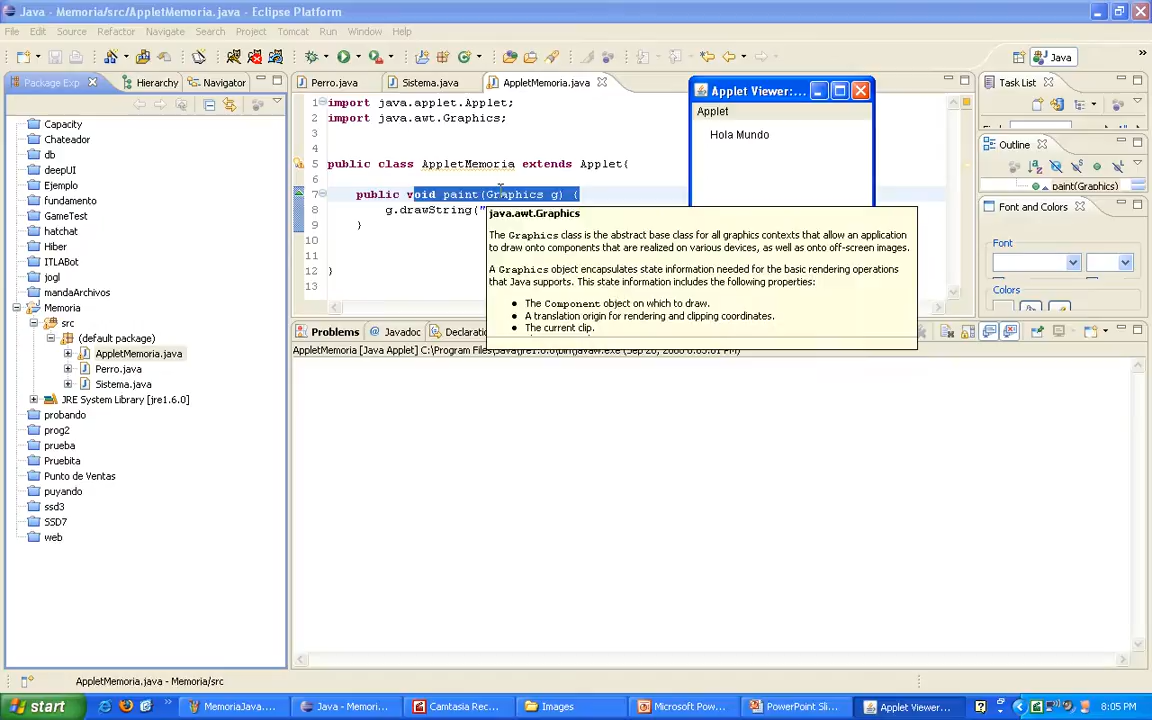 Java - Memoria/src/AppletMemoria.java - Eclipse Platform
File Edit Source Refactor Navigate Search Project Tomcat Run Window Help
Java
Package Exp Hierarchy Navigator
Capacity
Chateador
db
deepUI
Ejemplo
fundamento
GameTest
hatchat
Hiber
ITLABot
jogl
mandaArchivos
Memoria
src
(default package)
AppletMemoria.java
Perro.java
Sistema.java
JRE System Library [jre1.6.0]
probando
prog2
prueba
Pruebita
Punto de Ventas
puyando
ssd3
SSD7
web
Perro.java Sistema.java AppletMemoria.java
1 import java.applet.Applet;
2 import java.awt.Graphics;
3
4
5 public class AppletMemoria extends Applet{
6
7 public void paint(Graphics g) {
8 g.drawString("
9 }
10
11
12 }
13
Applet Viewer:...
Applet
Hola Mundo
java.awt.Graphics
The Graphics class is the abstract base class for all graphics contexts that allow an application
to draw onto components that are realized on various devices, as well as onto off-screen images.
A Graphics object encapsulates state information needed for the basic rendering operations
that Java supports. This state information includes the following properties:
• The Component object on which to draw.
• A translation origin for rendering and clipping coordinates.
• The current clip.
Task List
Outline
paint(Graphics)
Font and Colors
Font
Colors
Problems Javadoc Declaratio
AppletMemoria [Java Applet] C:\Program Files\Java\jre1.6.0\bin\javaw.exe
AppletMemoria.java - Memoria/src
start MemoriaJava.... Java - Memori... Camtasia Rec... Images Microsoft Pow... PowerPoint Sli... Applet Viewer... 8:05 PM